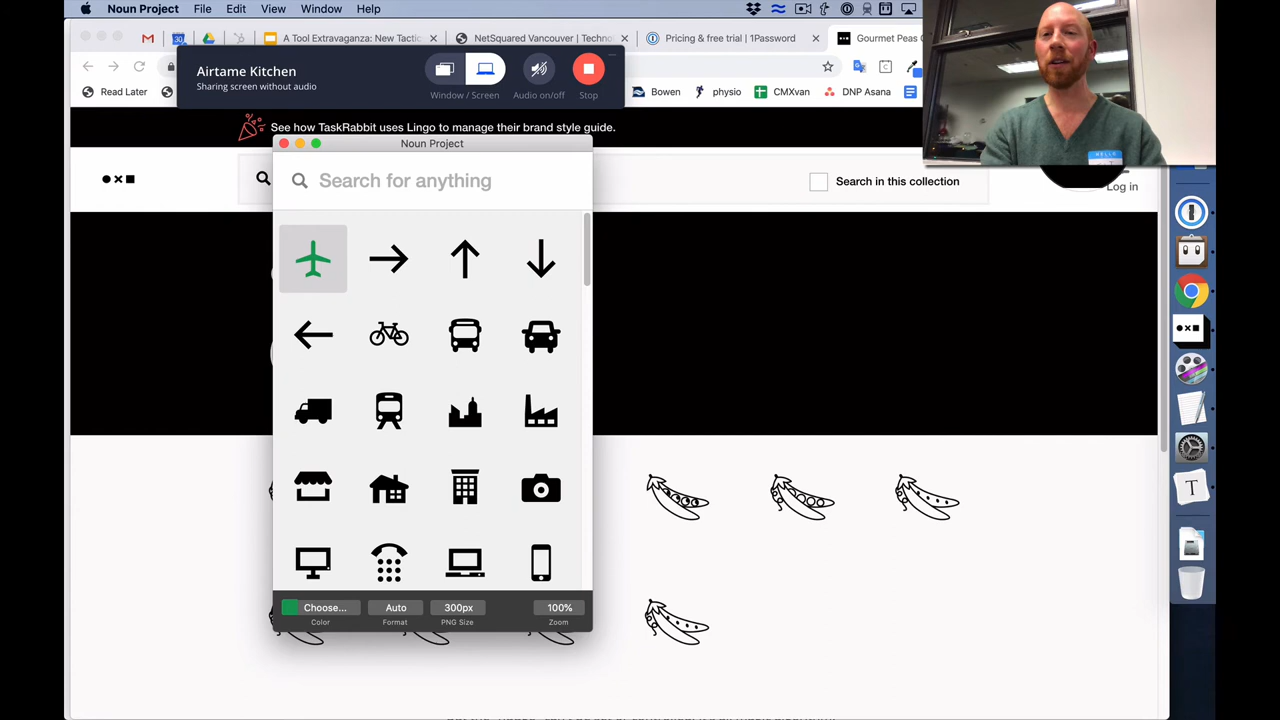 Noun Project File Edit View Window Help
30
A Tool Extravaganza: New Tactic
NetSquared Vancouver | Techno
Pricing & free trial | 1Password
Gourmet Peas C
Airtame Kitchen
Sharing screen without audio
Window / Screen
Audio on/off
Stop
Read Later
Bowen
physio
CMXvan
DNP Asana
See how TaskRabbit uses Lingo to manage their brand style guide.
HELLO
Noun Project
Search for anything
Search in this collection
Log in
Choose...
Color
Auto
Format
300px
PNG Size
100%
Zoom
T